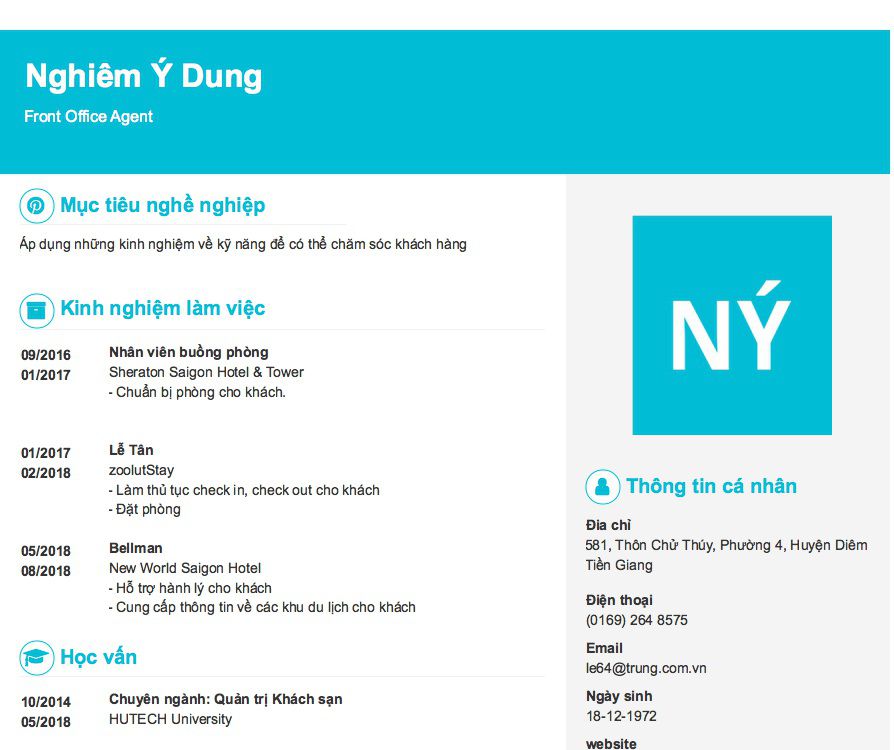 Nghiêm Ý Dung
Front Office Agent
Mục tiêu nghề nghiệp
Áp dụng những kinh nghiệm về kỹ năng để có thể chăm sóc khách hàng
Kinh nghiệm làm việc
09/2016
01/2017
Nhân viên buồng phòng
Sheraton Saigon Hotel & Tower
- Chuẩn bị phòng cho khách.
01/2017
02/2018
Lễ Tân
zoolutStay
- Làm thủ tục check in, check out cho khách
- Đặt phòng
05/2018
08/2018
Bellman
New World Saigon Hotel
- Hỗ trợ hành lý cho khách
- Cung cấp thông tin về các khu du lịch cho khách
Học vấn
10/2014
05/2018
Chuyên ngành: Quản trị Khách sạn
HUTECH University
NÝ
Thông tin cá nhân
Đia chỉ
581, Thôn Chử Thúy, Phường 4, Huyện Diêm
Tiền Giang
Điện thoại
(0169) 264 8575
Email
le64@trung.com.vn
Ngày sinh
18-12-1972
website